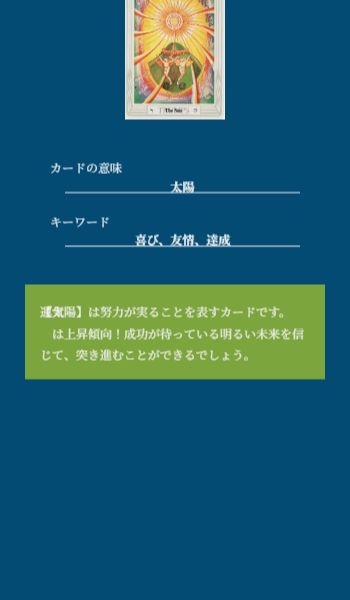 The Sun
カードの意味
太陽
キーワード
喜び、友情、達成
陽】は努力が実ることを表すカードです。
は上昇傾向！成功が待っている明るい未来を信
じて、突き進むことができるでしょう。